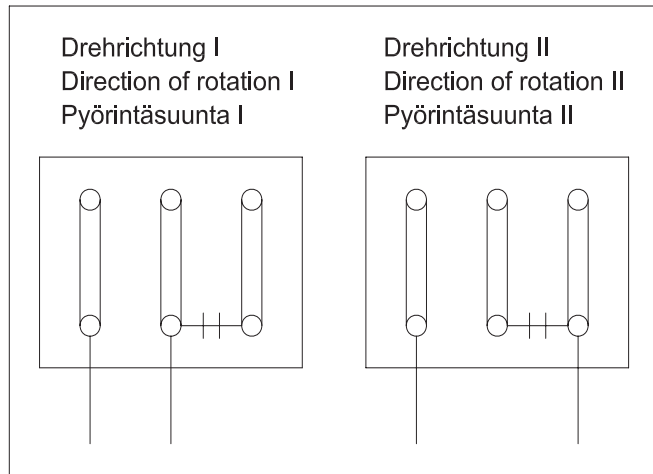 Drehrichtung I
Direction of rotation I
Pyörintäsuunta I
Drehrichtung II
Direction of rotation II
Pyörintäsuunta II